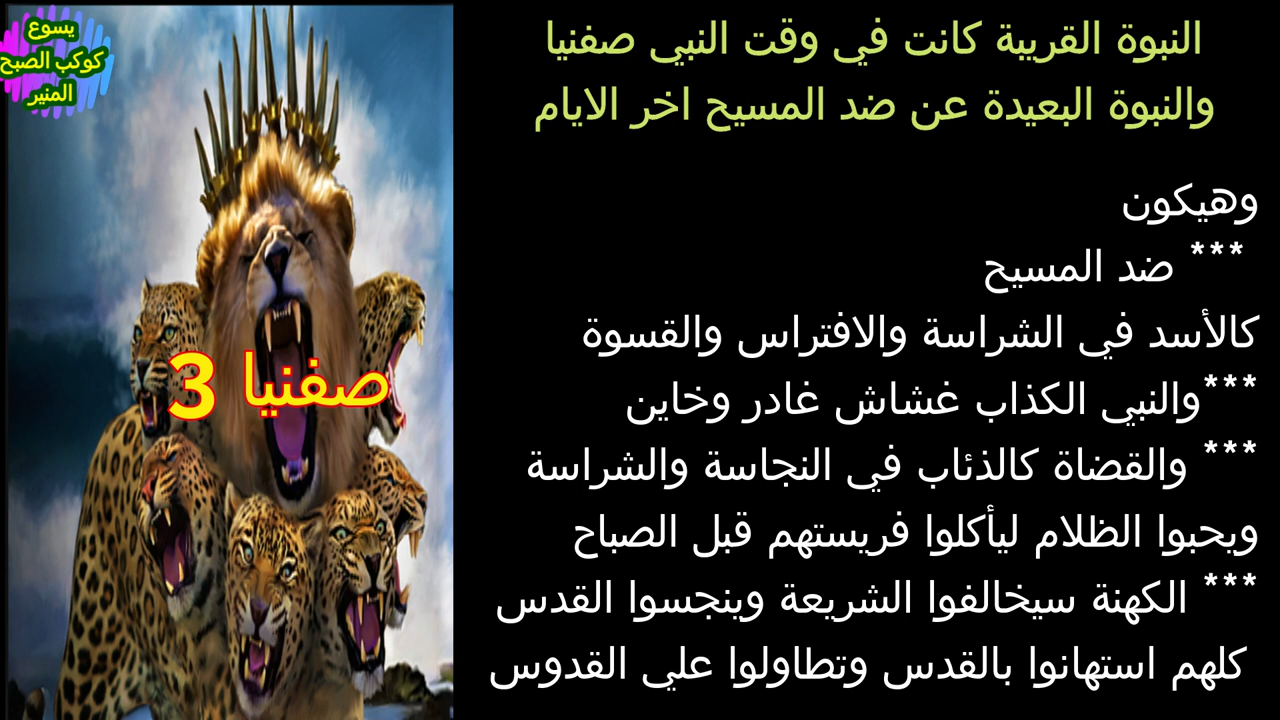 يسوع
كوكب الصبح
المنير
النبوة القريبة كانت في وقت النبي صفنيا
والنبوة البعيدة عن ضد المسيح اخر الايام
وهيكون
*** ضد المسيح
كالأسد في الشراسة والافتراس والقسوة
***والنبي الكذاب غشاش غادر وخاين
*** والقضاة كالذئاب في النجاسة والشراسة
ويحبوا الظلام ليأكلوا فريستهم قبل الصباح
*** الكهنة سيخالفوا الشريعة وينجسوا القدس
كلهم استهانوا بالقدس وتطاولوا علي القدوس
صفنيا 3